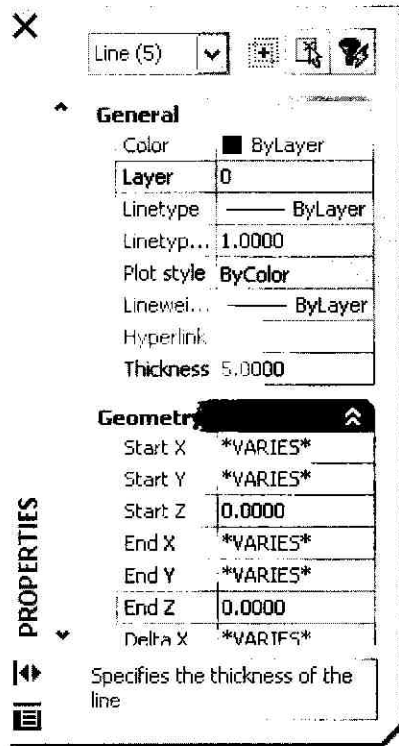 Line (5)
General
Color ByLayer
Layer 0
Linetype ByLayer
Linetyp... 1.0000
Plot style ByColor
Linewei... ByLayer
Hyperlink
Thickness 5.0000
Geometry
Start X *VARIES*
Start Y *VARIES*
Start Z 0.0000
End X *VARIES*
End Y *VARIES*
End Z 0.0000
Delta X *VARIES*
PROPERTIES
Specifies the thickness of the
line